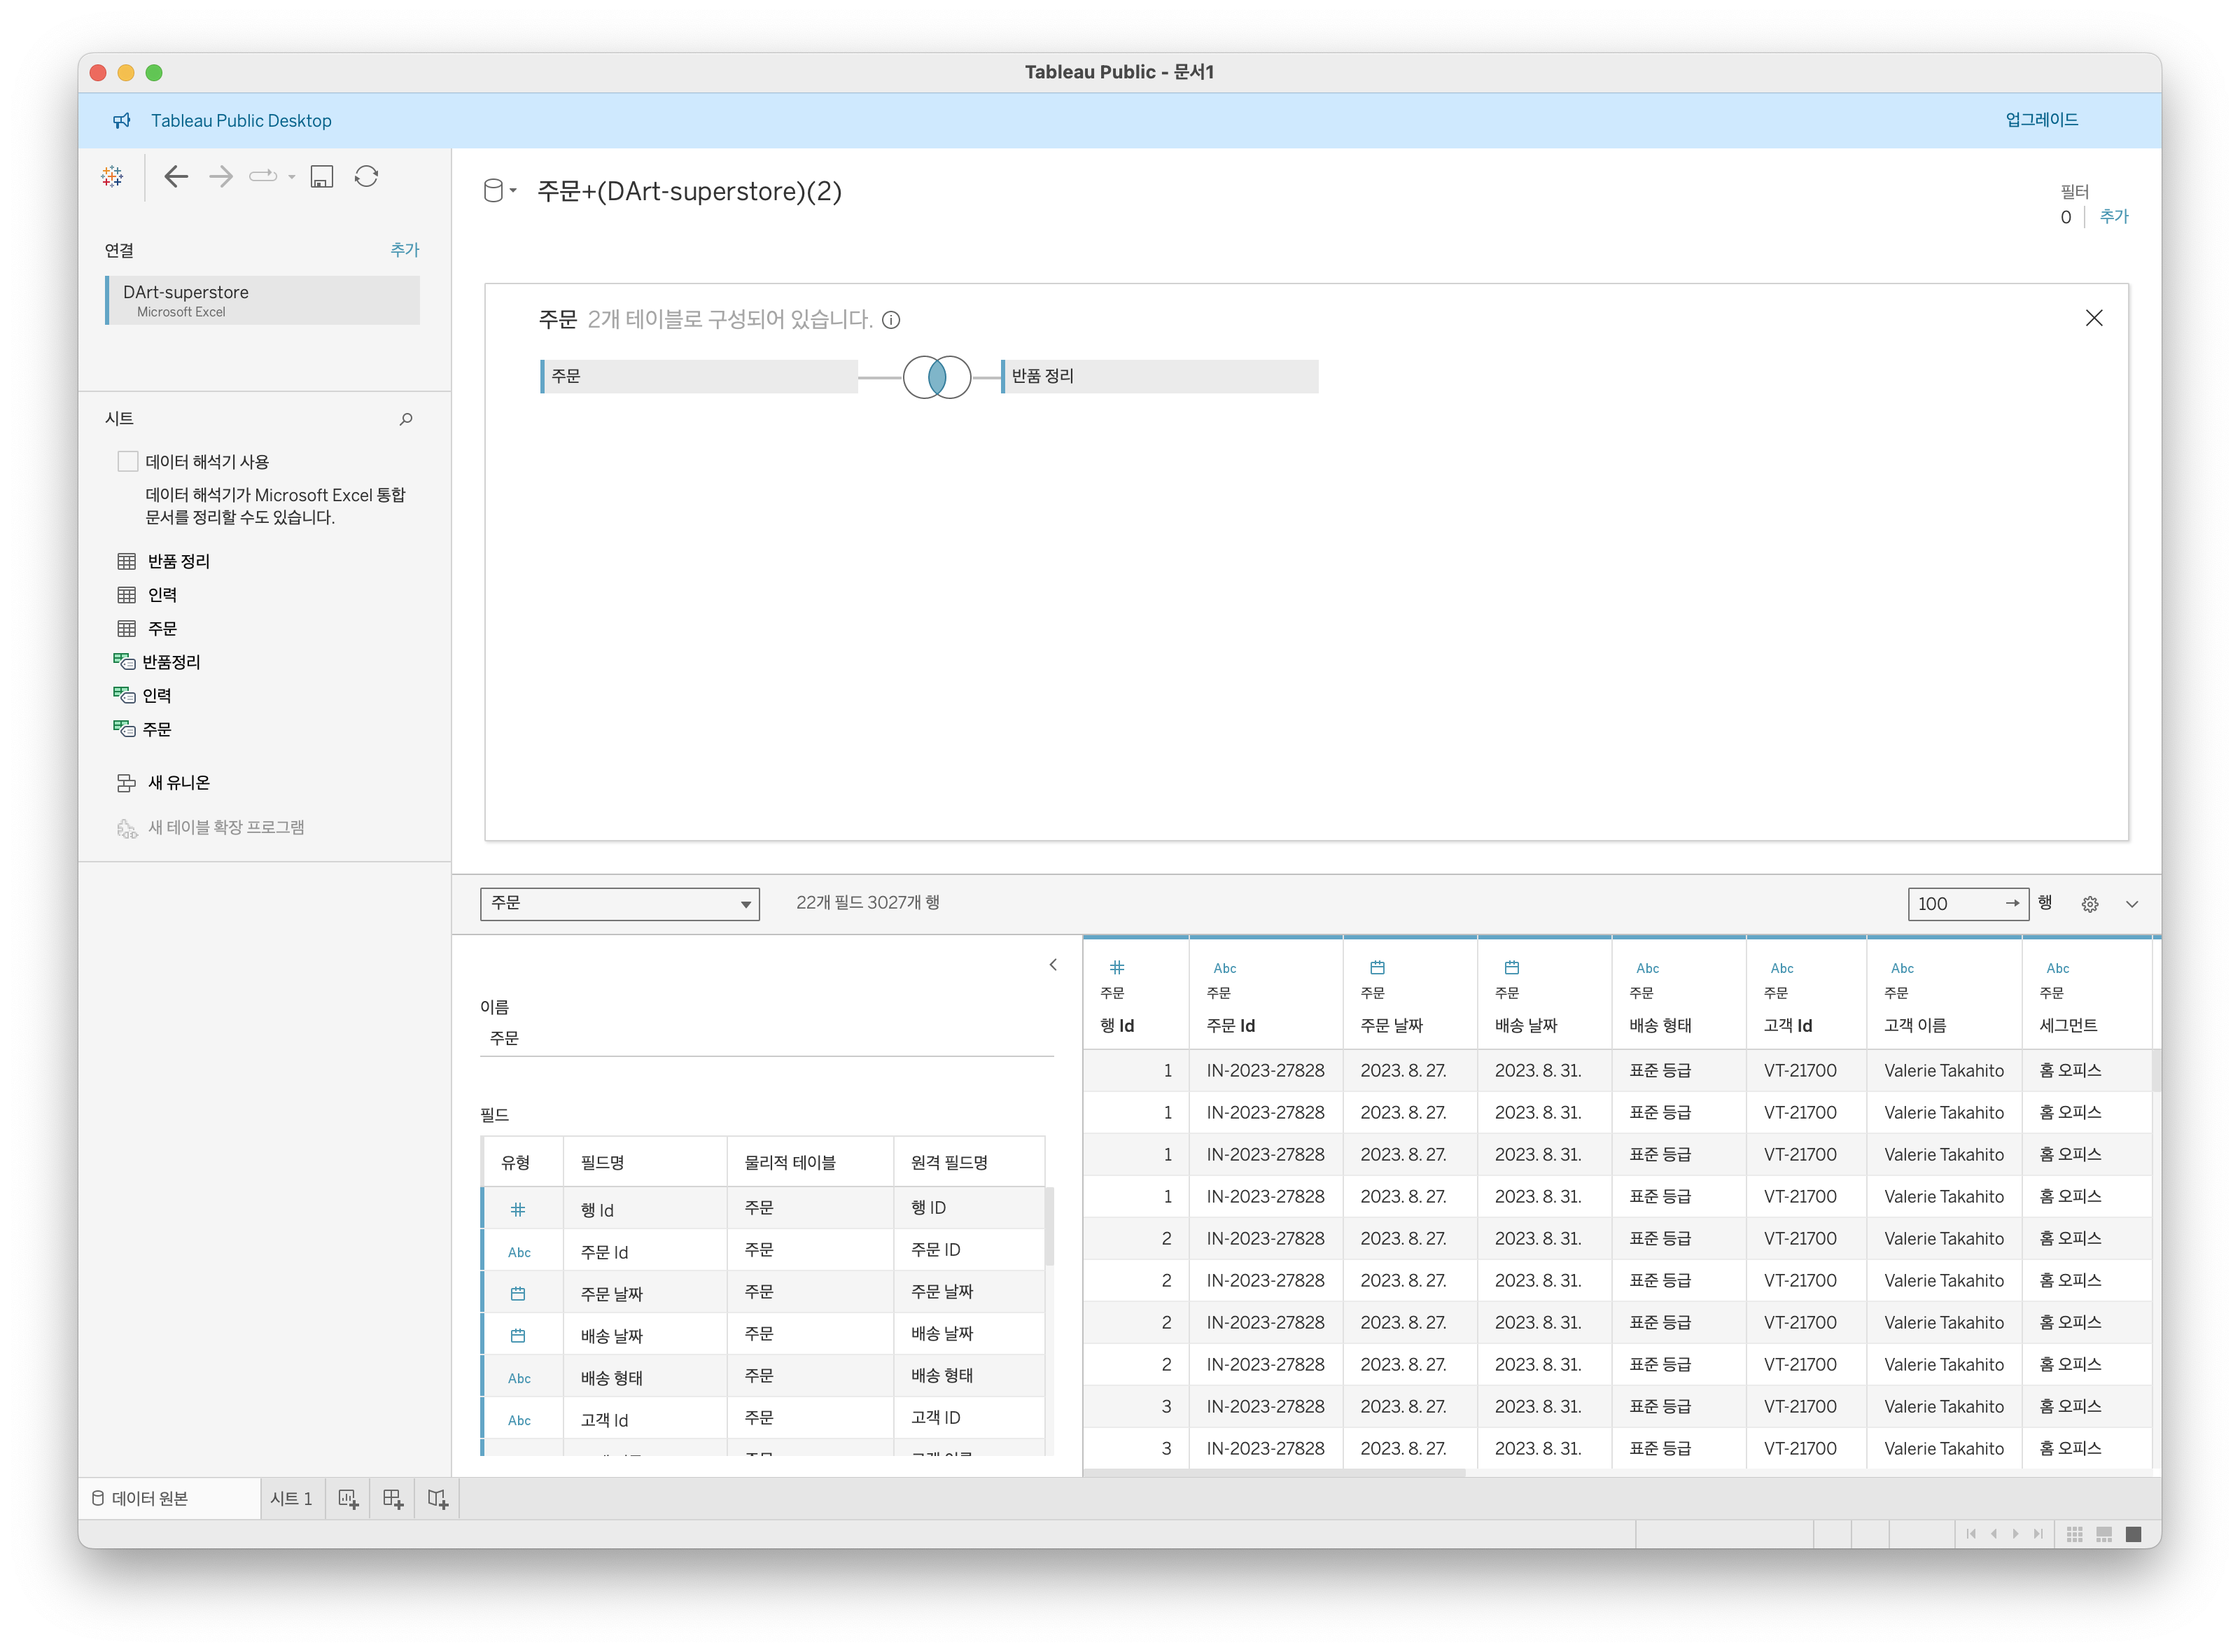 Tableau Public - 문서1
Tableau Public Desktop
업그레이드
연결
추가
DArt-superstore
Microsoft Excel
시트
데이터 해석기 사용
데이터 해석기가 Microsoft Excel 통합
문서를 정리할 수도 있습니다.
반품 정리
인력
주문
반품정리
인력
주문
새 유니온
새 테이블 확장 프로그램
주문+(DArt-superstore)(2)
필터
0 추가
주문 2개 테이블로 구성되어 있습니다.
주문
반품 정리
주문
22개 필드 3027개 행
100 → 행
이름
주문
필드
유형 필드명 물리적 테이블 원격 필드명
# 행 Id 주문 행 ID
Abc 주문 Id 주문 주문 ID
주문 날짜 주문 주문 날짜
배송 날짜 주문 배송 날짜
Abc 배송 형태 주문 배송 형태
Abc 고객 Id 주문 고객 ID
# Abc Abc Abc Abc Abc
주문 주문 주문 주문 주문 주문 주문 주문
행 Id 주문 Id 주문 날짜 배송 날짜 배송 형태 고객 Id 고객 이름 세그먼트
1 IN-2023-27828 2023. 8. 27. 2023. 8. 31. 표준 등급 VT-21700 Valerie Takahito 홈 오피스
1 IN-2023-27828 2023. 8. 27. 2023. 8. 31. 표준 등급 VT-21700 Valerie Takahito 홈 오피스
1 IN-2023-27828 2023. 8. 27. 2023. 8. 31. 표준 등급 VT-21700 Valerie Takahito 홈 오피스
1 IN-2023-27828 2023. 8. 27. 2023. 8. 31. 표준 등급 VT-21700 Valerie Takahito 홈 오피스
2 IN-2023-27828 2023. 8. 27. 2023. 8. 31. 표준 등급 VT-21700 Valerie Takahito 홈 오피스
2 IN-2023-27828 2023. 8. 27. 2023. 8. 31. 표준 등급 VT-21700 Valerie Takahito 홈 오피스
2 IN-2023-27828 2023. 8. 27. 2023. 8. 31. 표준 등급 VT-21700 Valerie Takahito 홈 오피스
2 IN-2023-27828 2023. 8. 27. 2023. 8. 31. 표준 등급 VT-21700 Valerie Takahito 홈 오피스
3 IN-2023-27828 2023. 8. 27. 2023. 8. 31. 표준 등급 VT-21700 Valerie Takahito 홈 오피스
3 IN-2023-27828 2023. 8. 27. 2023. 8. 31. 표준 등급 VT-21700 Valerie Takahito 홈 오피스
데이터 원본
시트 1